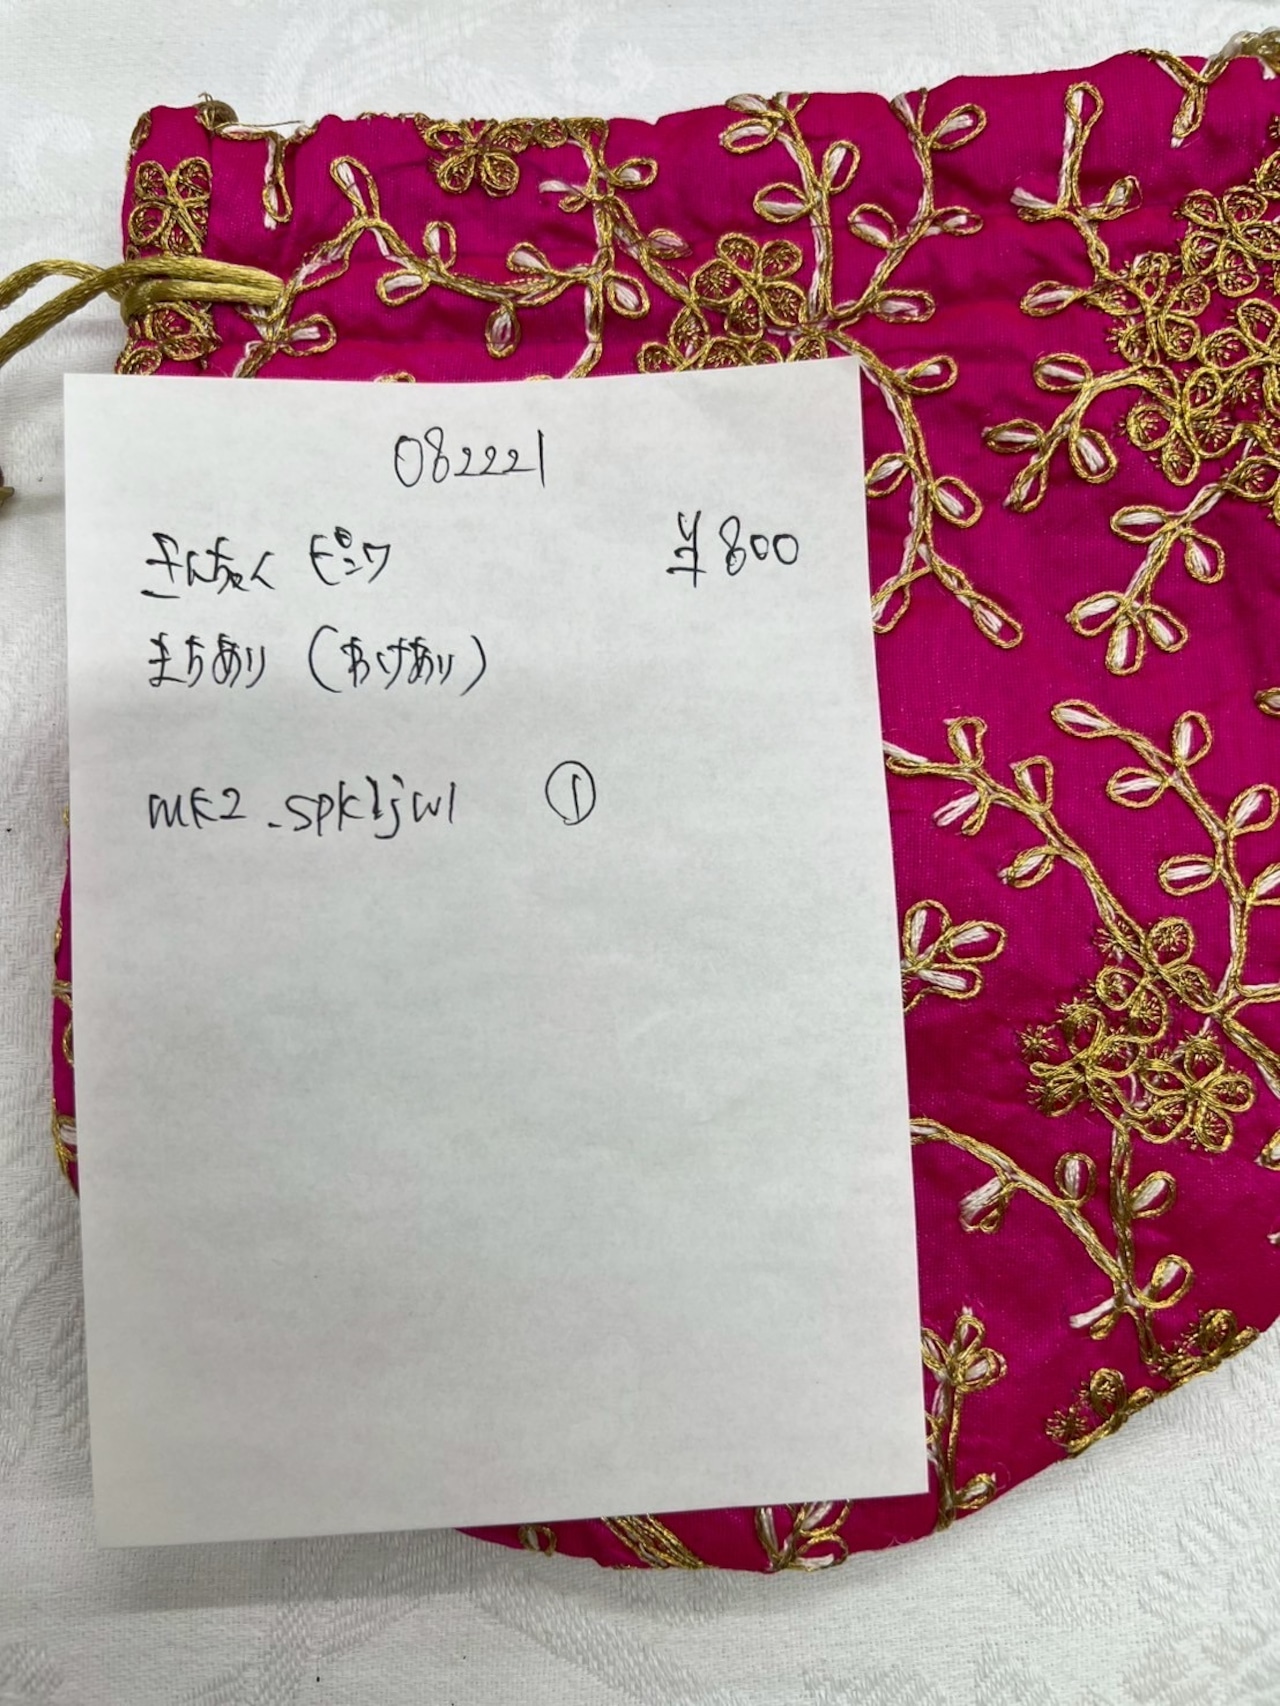 082221
きんちゃく ピンク ¥800
まちあり (わけあり)
mk2_spk1jw1 ①